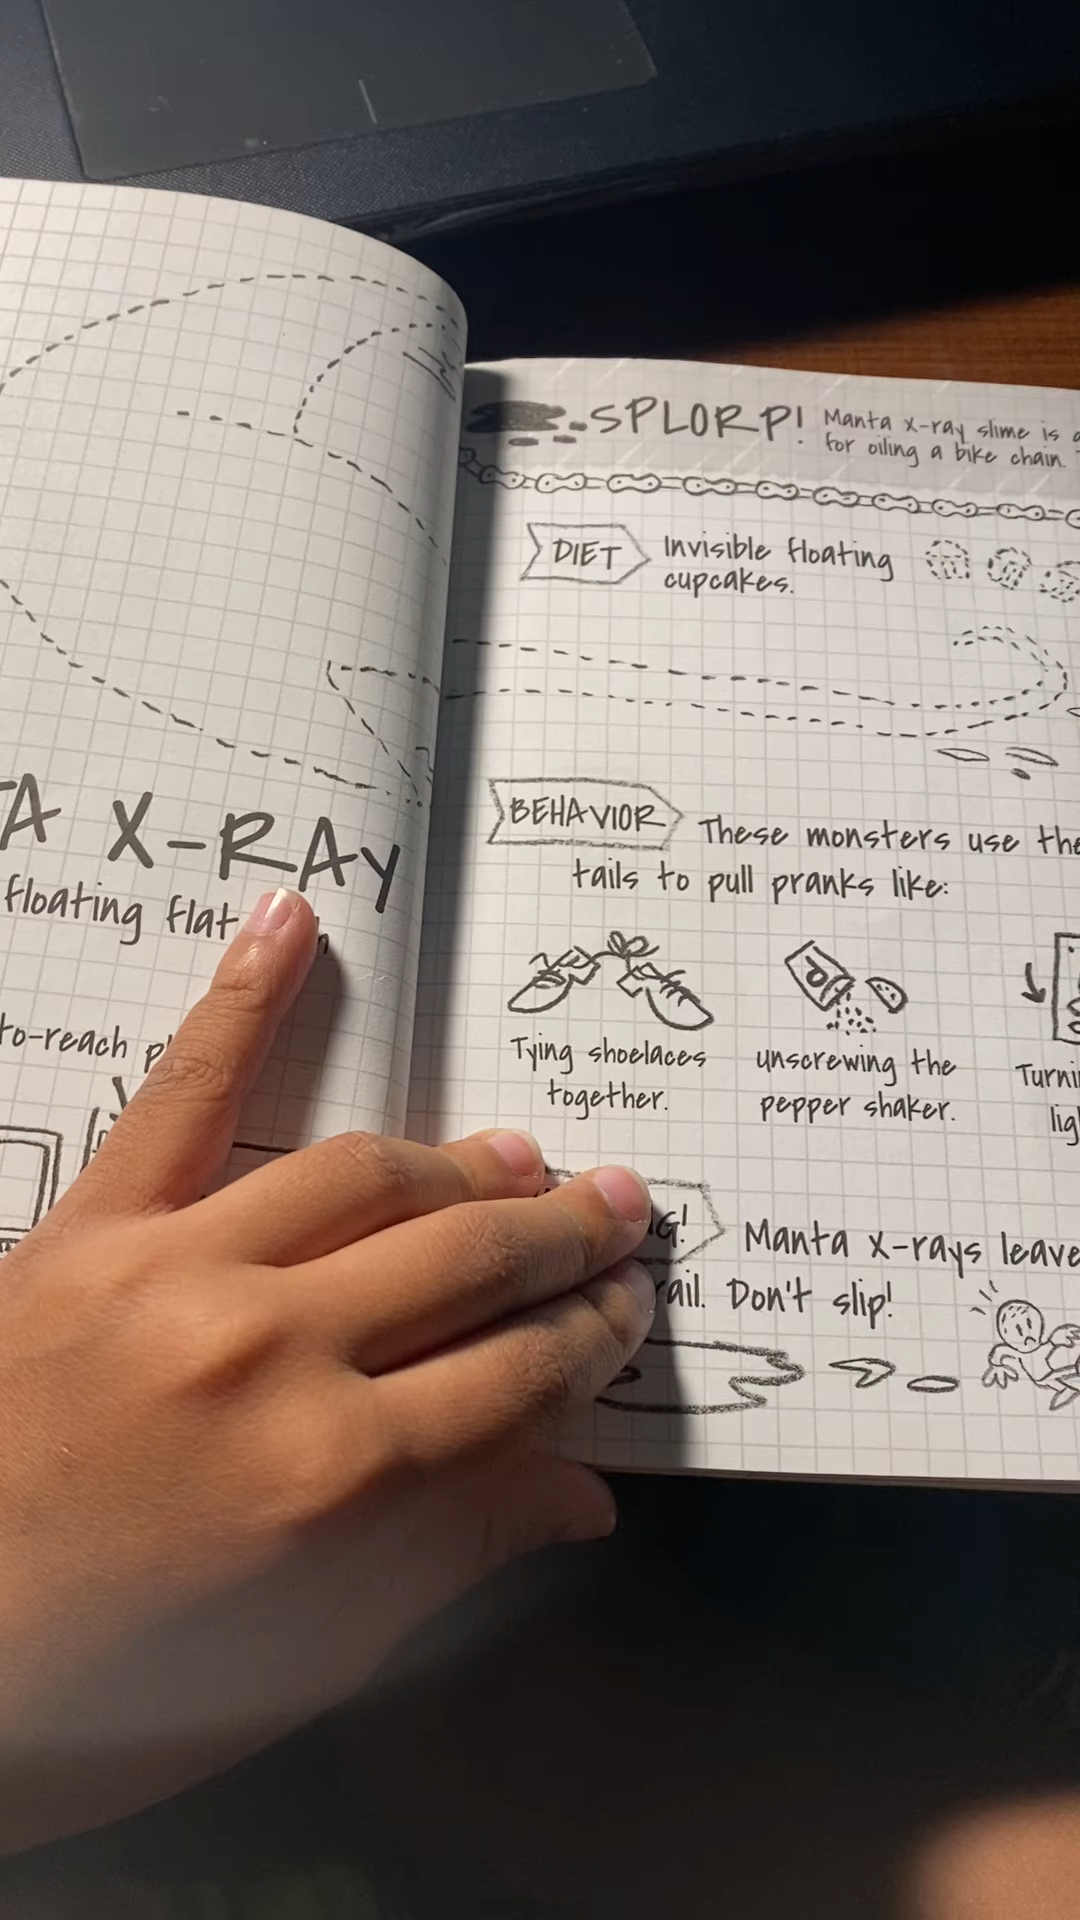 X-RAY
floating flat
to-reach
SPLORP! Manta x-ray slime is
for oiling a bike chain.
DIET Invisible floating
cupcakes.
BEHAVIOR These monsters use
tails to pull pranks like:
Tying shoelaces
together.
unscrewing the
pepper shaker.
Manta x-rays leave
Don't slip!